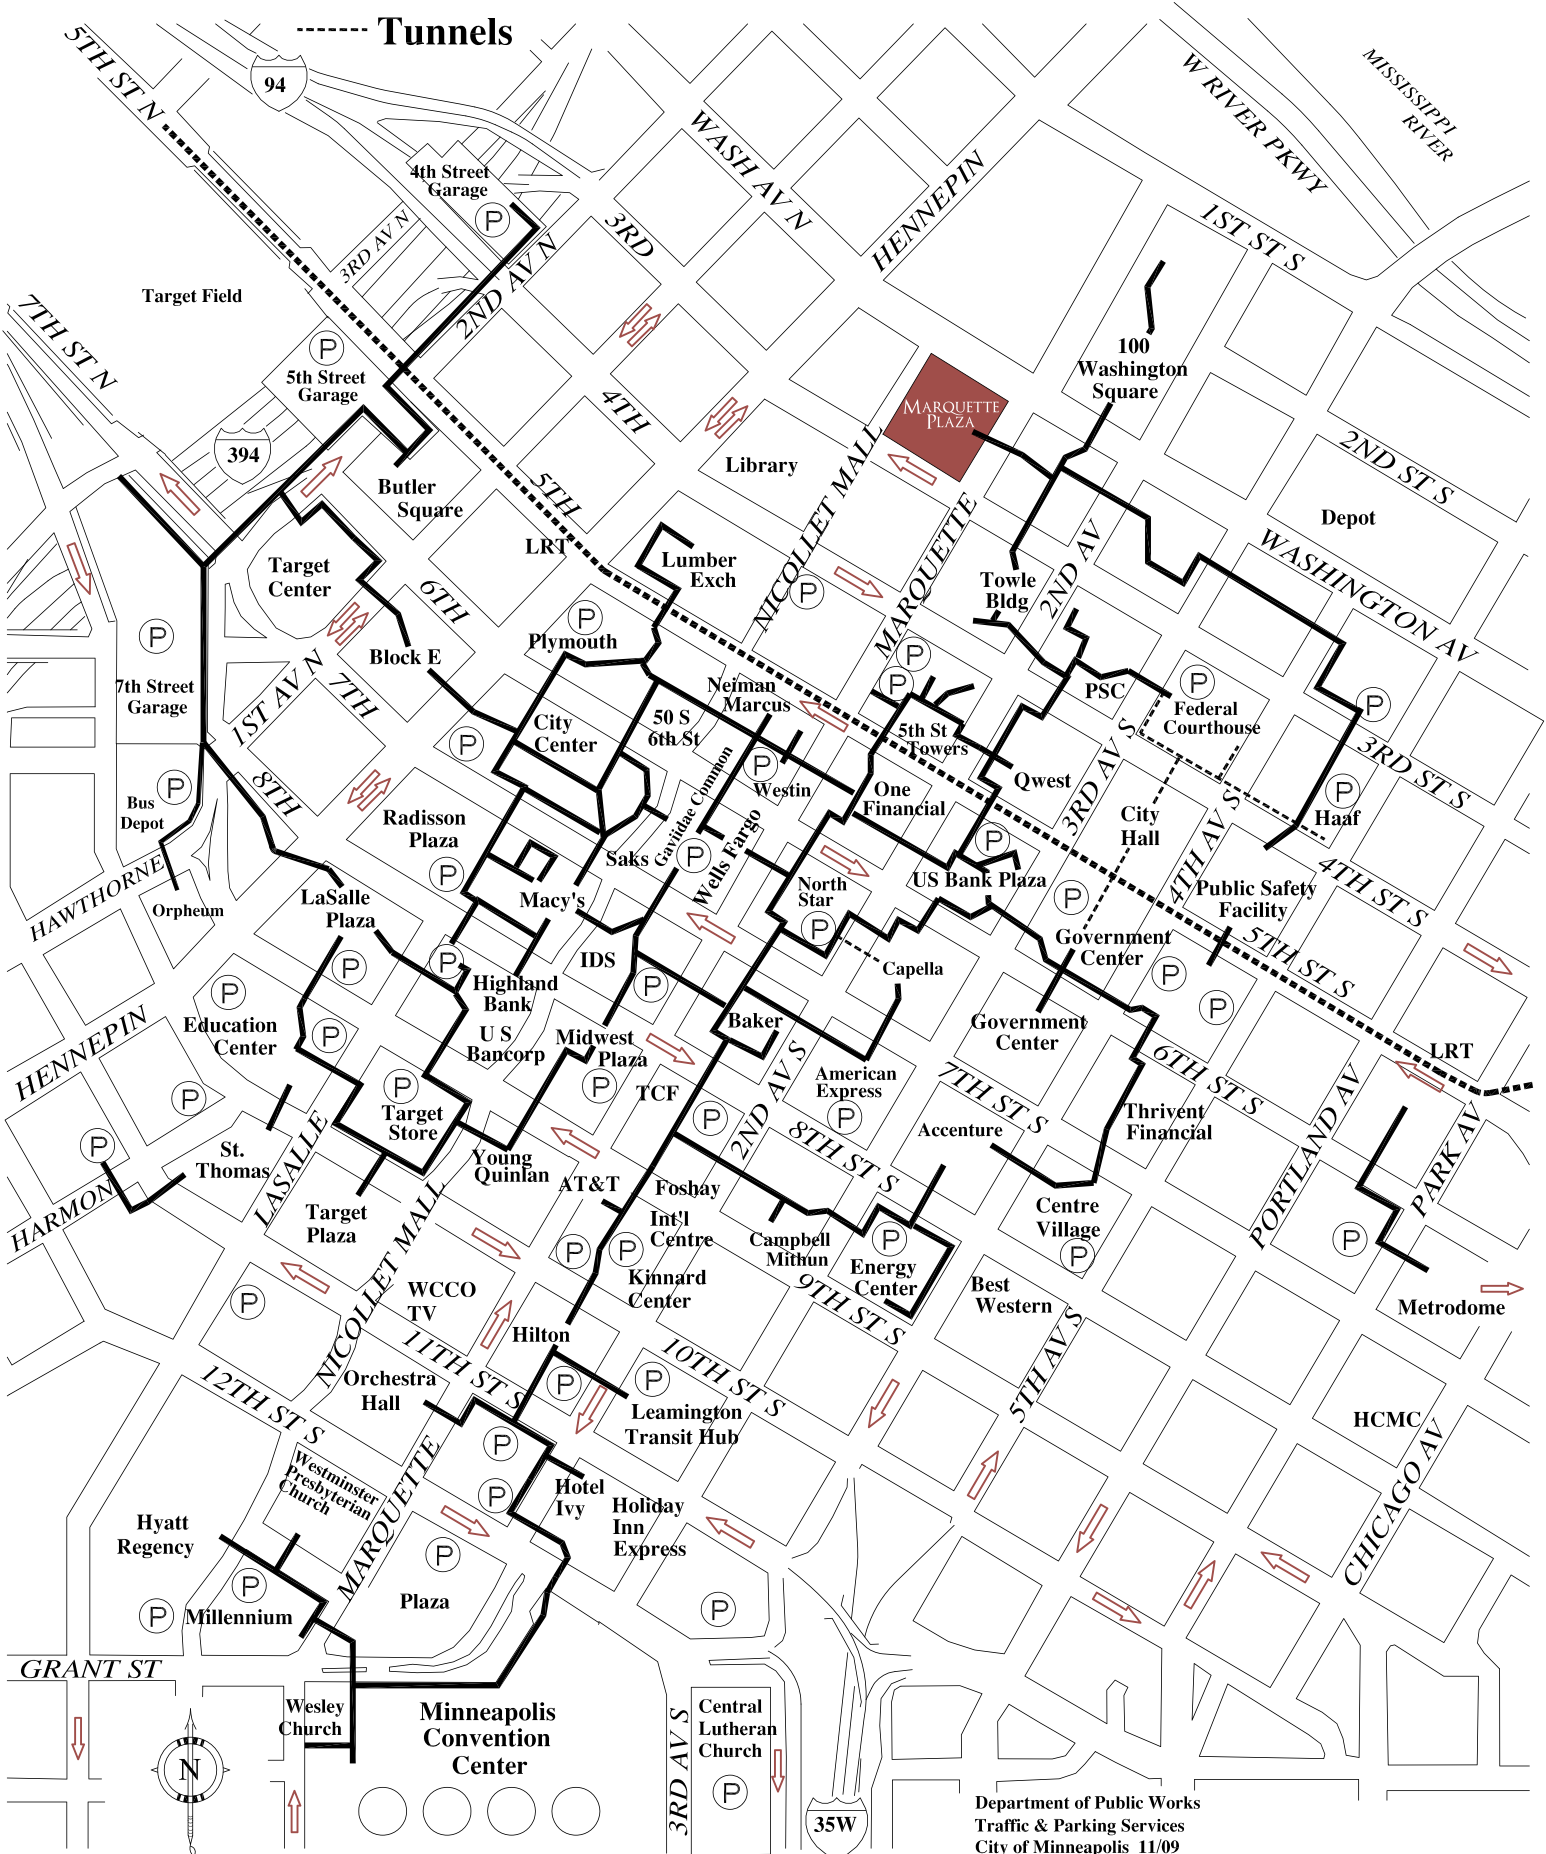 Tunnels
5TH ST N
94
WASH AV N
W RIVER PKWY
MISSISSIPPI
RIVER
4th Street
Garage
P
3RD AV N
2ND AV N
3RD
HENNEPIN
1ST ST S
Target Field
7TH ST N
P
5th Street
Garage
394
4TH
100
Washington
Square
MARQUETTE
PLAZA
Library
NICOLLET MALL
MARQUETTE
2ND ST S
Depot
Butler
Square
5TH
LRT
Lumber
Exch
P
2ND AV
WASHINGTON AV
Target
Center
6TH
Towle
Bldg
P
Plymouth
P
Block E
P
P
PSC
P
Federal
Courthouse
P
7th Street
Garage
1ST AV N
7TH
Neiman
Marcus
50 S
6th St
City
Center
P
5th St
Towers
3RD AV S
3RD ST S
P
Westin
Qwest
P
Bus
Depot
8TH
One
Financial
P
Haaf
Radisson
Plaza
Gaviidae Common
City
Hall
4TH AV S
P
Saks
P
Wells Fargo
P
HAWTHORNE
Orpheum
LaSalle
Plaza
Macy's
North
Star
P
US Bank Plaza
P
Public Safety
Facility
4TH ST S
5TH ST S
Government
Center
P
P
P
Highland
Bank
IDS
P
Capella
P
P
HENNEPIN
Education
Center
P
U S
Bancorp
Midwest
Plaza
Baker
Government
Center
6TH ST S
LRT
P
P
Target
Store
P
TCF
P
2ND AV S
American
Express
P
7TH ST S
Thrivent
Financial
PORTLAND AV
PARK AV
P
St.
Thomas
LASALLE
Young
Quinlan
8TH ST S
Accenture
HARMON
Target
Plaza
NICOLLET MALL
AT&T
Foshay
Int'l
Centre
P
P
Campbell
Mithun
P
Energy
Center
Centre
Village
P
P
Kinnard
Center
P
WCCO
TV
9TH ST S
Best
Western
Metrodome
Hilton
11TH ST S
10TH ST S
5TH AV S
12TH ST S
Orchestra
Hall
P
P
Leamington
Transit Hub
HCMC
CHICAGO AV
P
Westminster
Presbyterian
Church
MARQUETTE
P
Hotel
Ivy
Holiday
Inn
Express
Hyatt
Regency
P
P
Millennium
P
Plaza
P
GRANT ST
Wesley
Church
Minneapolis
Convention
Center
3RD AV S
Central
Lutheran
Church
P
N
35W
Department of Public Works
Traffic & Parking Services
City of Minneapolis 11/09